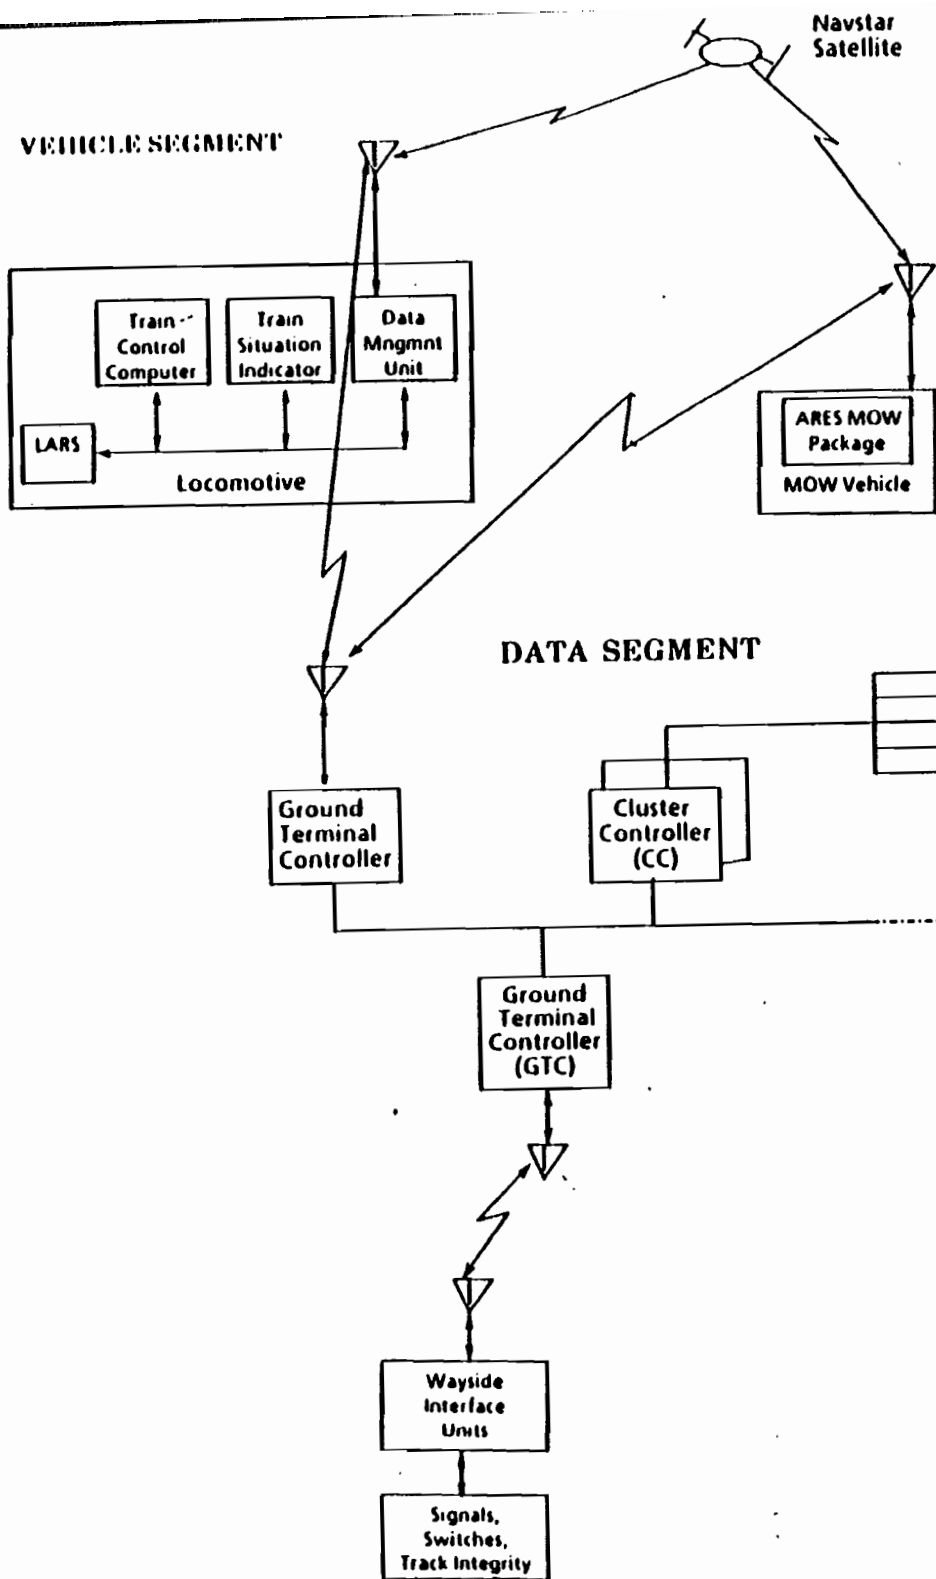 Navstar
Satellite
VEHICLE SEGMENT
Train
Control
Computer
Train
Situation
Indicator
Data
Mngmnt
Unit
LARS
Locomotive
ARES MOW
Package
MOW Vehicle
DATA SEGMENT
Ground
Terminal
Controller
Cluster
Controller
(CC)
Ground
Terminal
Controller
(GTC)
Wayside
Interface
Units
Signals,
Switches,
Track Integrity